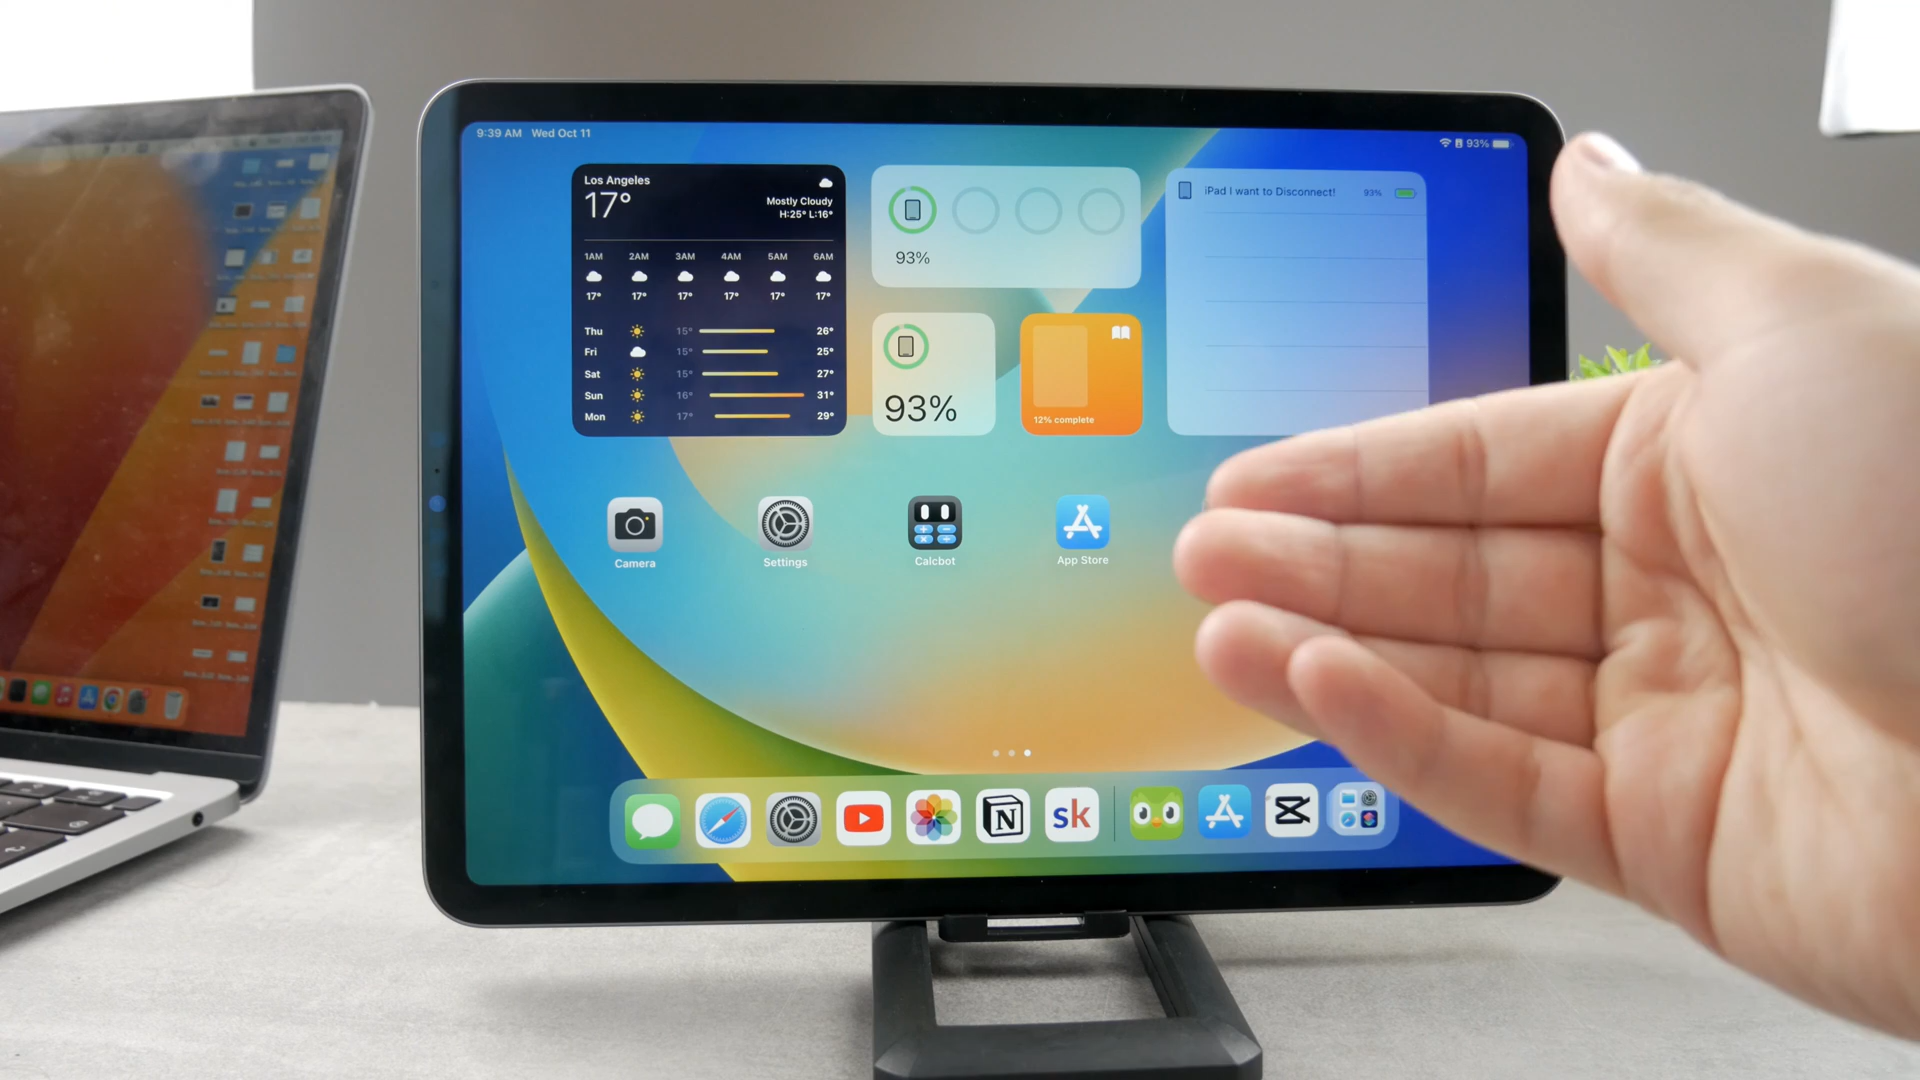 9:39 AM Wed Oct 11
93%
Los Angeles
17°
Mostly Cloudy
H:25° L:16°
1AM 2AM 3AM 4AM 5AM 6AM
17° 17° 17° 17° 17° 17°
Thu 15° 26°
Fri 15° 25°
Sat 15° 27°
Sun 16° 31°
Mon 17° 29°
93%
93%
12% complete
iPad I want to Disconnect! 93%
Camera Settings Calcbot App Store
N sk